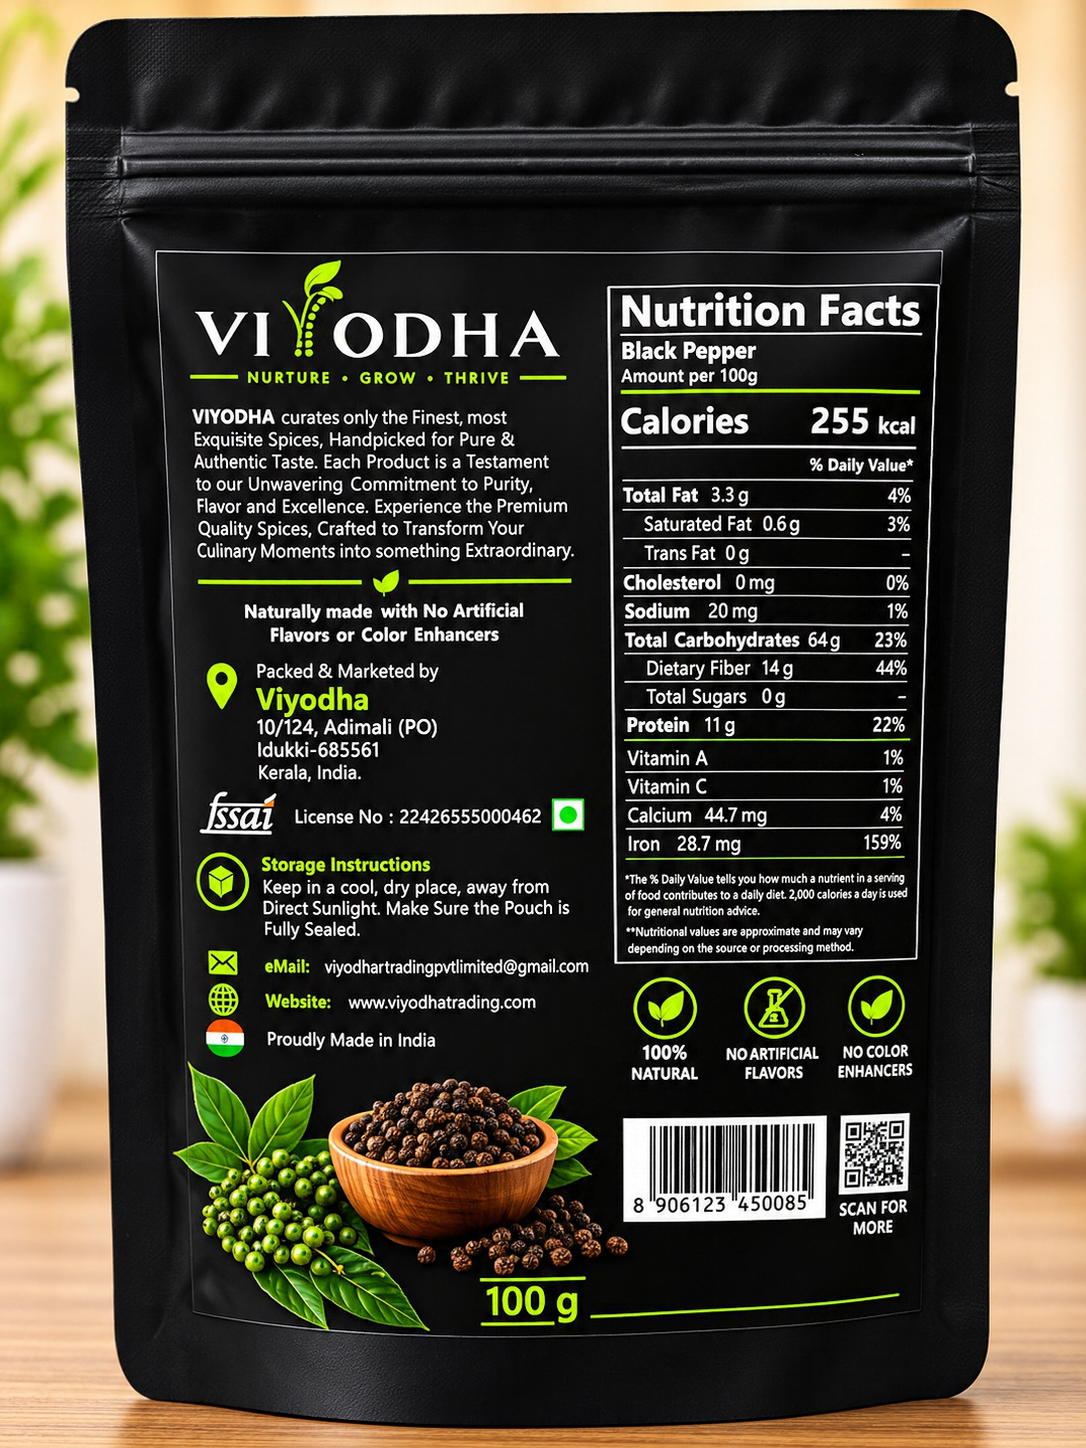 VIYODHA
NURTURE • GROW • THRIVE
VIYODHA curates only the Finest, most
Exquisite Spices, Handpicked for Pure &
Authentic Taste. Each Product is a Testament
to our Unwavering Commitment to Purity,
Flavor and Excellence. Experience the Premium
Quality Spices, Crafted to Transform Your
Culinary Moments into something Extraordinary.
Naturally made with No Artificial
Flavors or Color Enhancers
Packed & Marketed by
Viyodha
10/124, Adimali (PO)
Idukki-685561
Kerala, India.
fssai License No : 22426555000462
Storage Instructions
Keep in a cool, dry place, away from
Direct Sunlight. Make Sure the Pouch is
Fully Sealed.
eMail: viyodhartradingpvtlimited@gmail.com
Website: www.viyodhatrading.com
Proudly Made in India
Nutrition Facts
Black Pepper
Amount per 100g
Calories 255 kcal
% Daily Value*
Total Fat 3.3 g 4%
Saturated Fat 0.6 g 3%
Trans Fat 0 g –
Cholesterol 0 mg 0%
Sodium 20 mg 1%
Total Carbohydrates 64 g 23%
Dietary Fiber 14 g 44%
Total Sugars 0 g –
Protein 11 g 22%
Vitamin A 1%
Vitamin C 1%
Calcium 44.7 mg 4%
Iron 28.7 mg 159%
*The % Daily Value tells you how much a nutrient in a serving
of food contributes to a daily diet. 2,000 calories a day is used
for general nutrition advice.
**Nutritional values are approximate and may vary
depending on the source or processing method.
100%
NATURAL
NO ARTIFICIAL
FLAVORS
NO COLOR
ENHANCERS
8 906123 450085
SCAN FOR
MORE
100 g